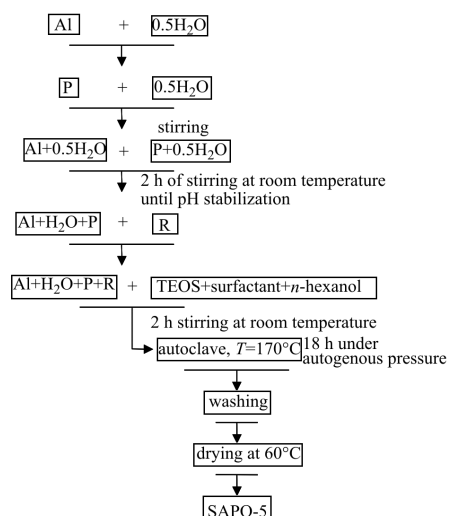 Al + 0.5H₂O
P + 0.5H₂O
stirring
Al+0.5H₂O + P+0.5H₂O
2 h of stirring at room temperature
until pH stabilization
Al+H₂O+P + R
Al+H₂O+P+R + TEOS+surfactant+n-hexanol
2 h stirring at room temperature
autoclave, T=170°C 18 h under
autogenous pressure
washing
drying at 60°C
SAPO-5